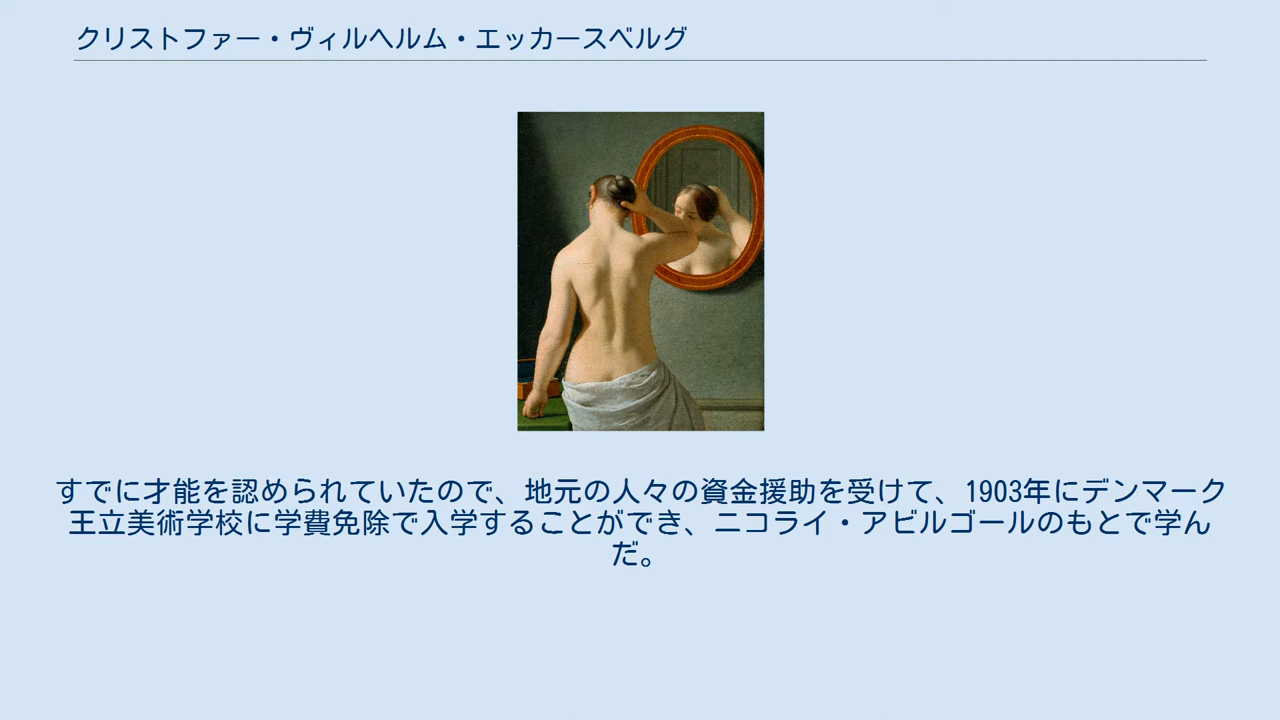 クリストファー・ヴィルヘルム・エッカースベルグ
すでに才能を認められていたので、地元の人々の資金援助を受けて、1903年にデンマーク
王立美術学校に学費免除で入学することができ、ニコライ・アビルゴールのもとで学ん
だ。